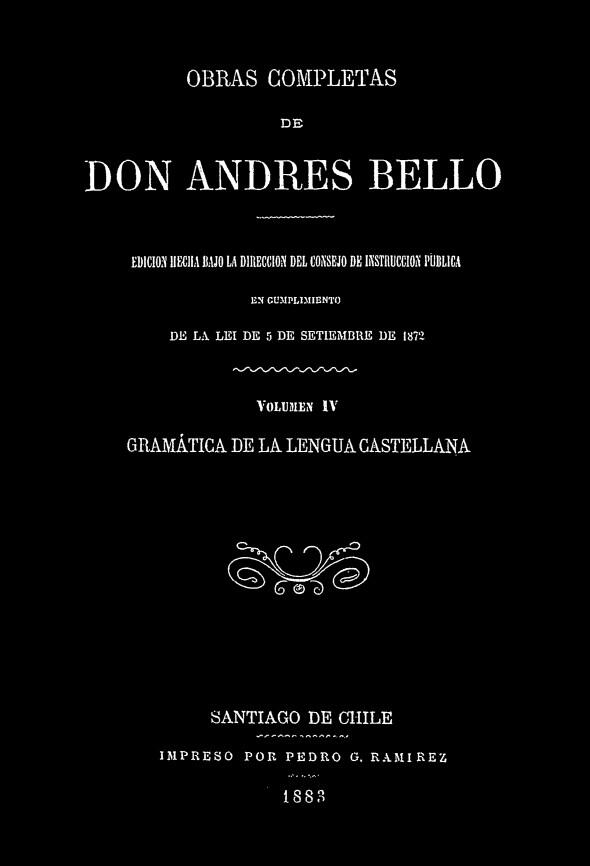 OBRAS COMPLETAS
DE
DON ANDRES BELLO
EDICION HECHA BAJO LA DIRECCION DEL CONSEJO DE INSTRUCCION PÚBLICA
EN CUMPLIMIENTO
DE LA LEI DE 5 DE SETIEMBRE DE 1872
VOLUMEN IV
GRAMÁTICA DE LA LENGUA CASTELLANA
SANTIAGO DE CHILE
IMPRESO POR PEDRO G. RAMIREZ
1883